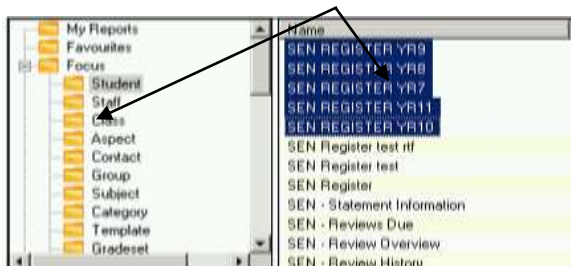 My Reports
Favourites
Focus
Student
Staff
Class
Aspect
Contact
Group
Subject
Category
Template
Gradeset
Name
SEN REGISTER YR9
SEN REGISTER YR8
SEN REGISTER YR7
SEN REGISTER YR11
SEN REGISTER YR10
SEN Register test rtf
SEN Register test
SEN Register
SEN - Statement Information
SEN - Reviews Due
SEN - Review Overview
SEN - Review History